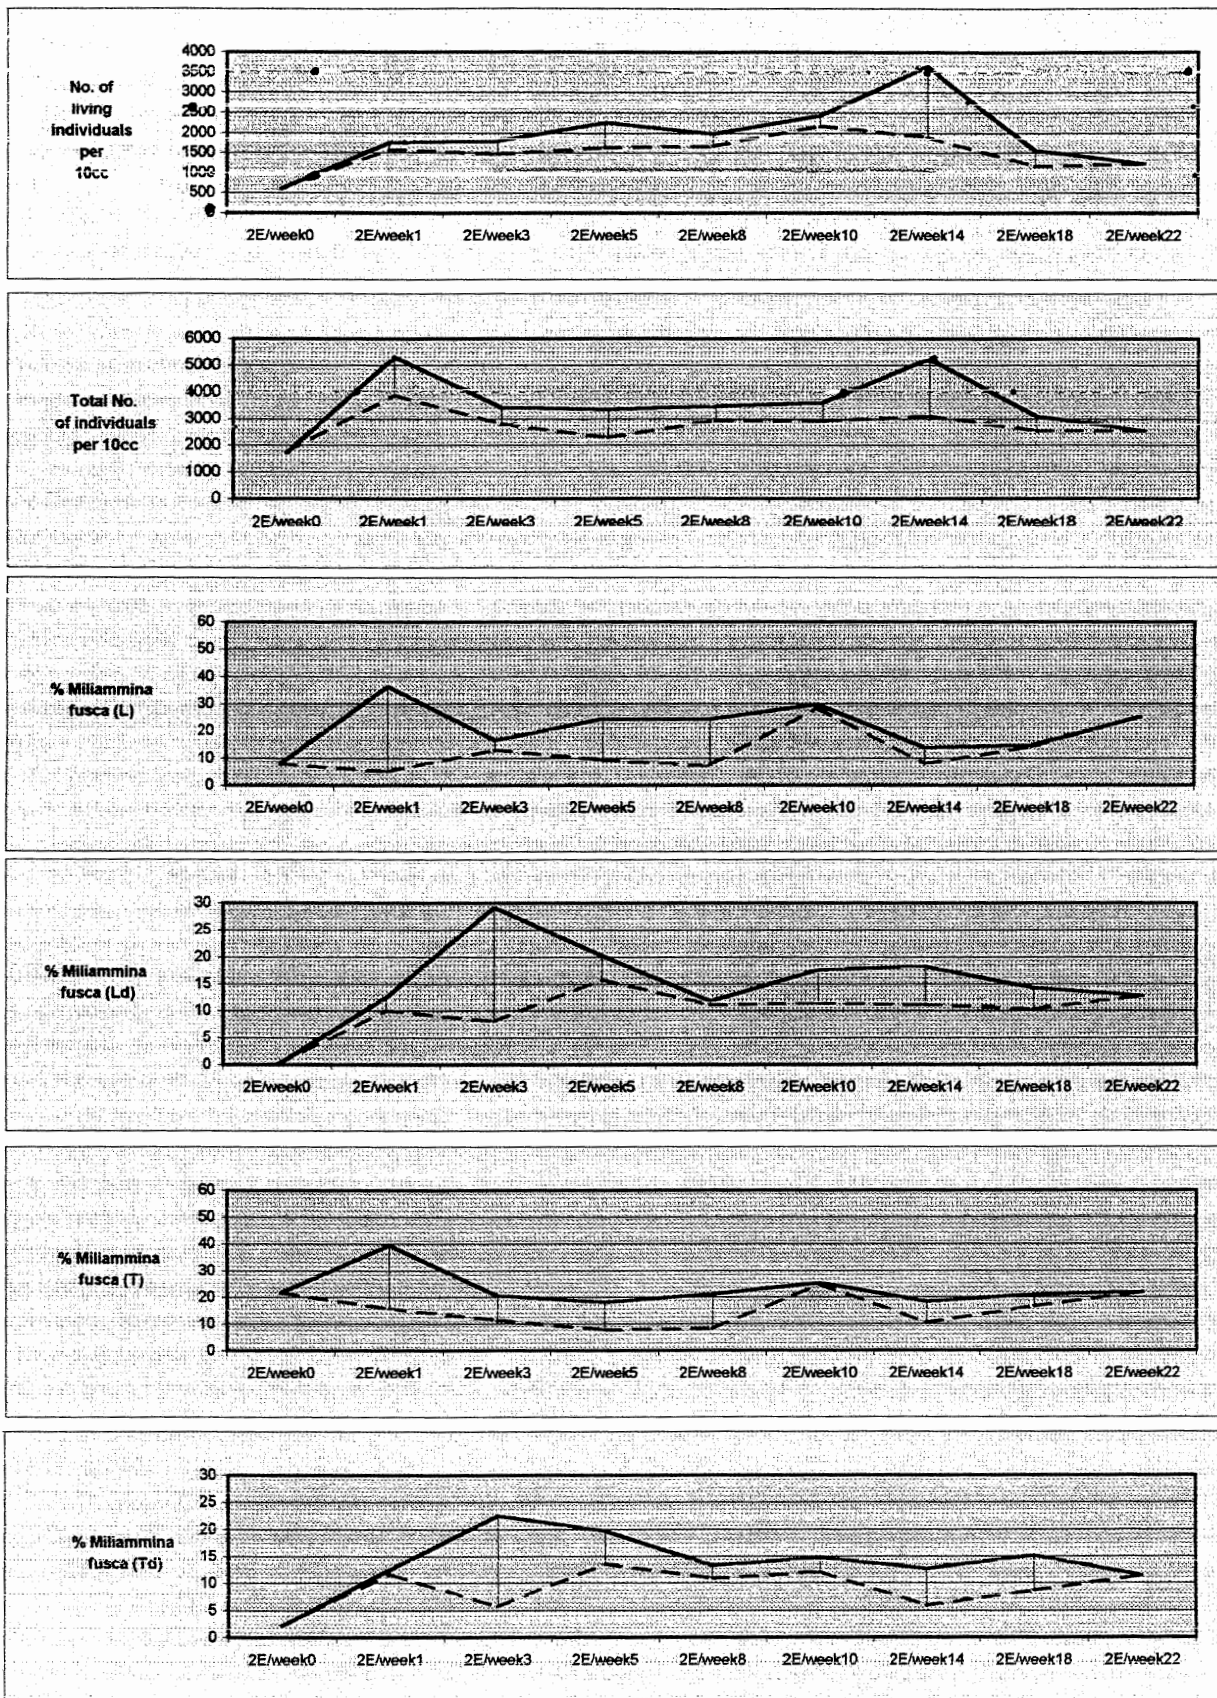 No. of
living
individuals
per
10cc
4000
3500
2500
2000
1500
1000
500
0
2E/week0 2E/week1 2E/week3 2E/week5 2E/week8 2E/week10 2E/week14 2E/week18 2E/week22
Total No.
of individuals
per 10cc
6000
5000
4000
3000
2000
1000
0
2E/week0 2E/week1 2E/week3 2E/week5 2E/week8 2E/week10 2E/week14 2E/week18 2E/week22
% Miliammina
fusca (L)
60
50
40
30
20
10
0
2E/week0 2E/week1 2E/week3 2E/week5 2E/week8 2E/week10 2E/week14 2E/week18 2E/week22
% Miliammina
fusca (Ld)
30
25
20
15
10
5
0
2E/week0 2E/week1 2E/week3 2E/week5 2E/week8 2E/week10 2E/week14 2E/week18 2E/week22
% Miliammina
fusca (T)
60
50
40
30
20
10
0
2E/week0 2E/week1 2E/week3 2E/week5 2E/week8 2E/week10 2E/week14 2E/week18 2E/week22
% Miliammina
fusca (Td)
30
25
20
15
10
5
0
2E/week0 2E/week1 2E/week3 2E/week5 2E/week8 2E/week10 2E/week14 2E/week18 2E/week22